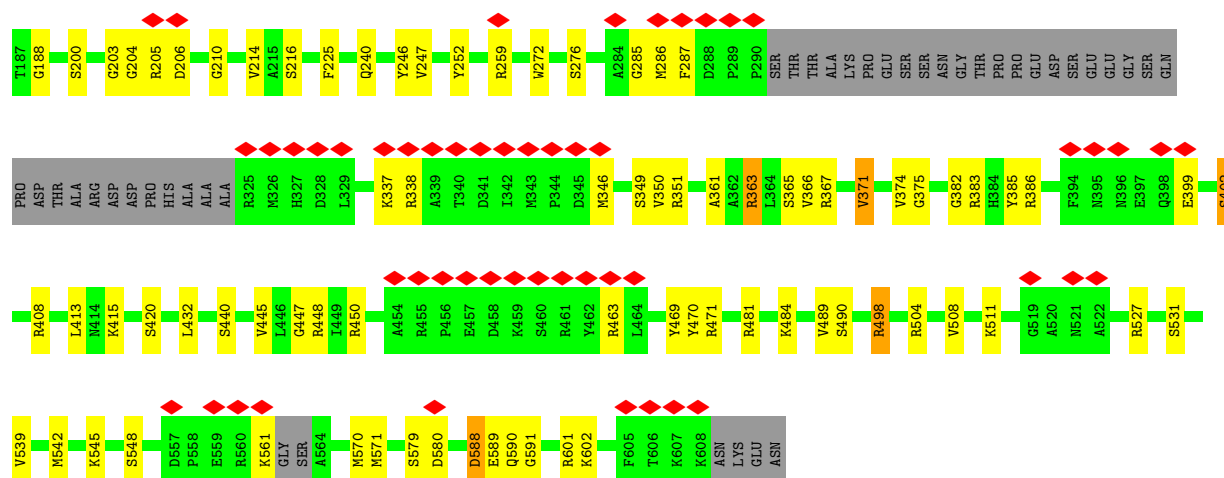 T187 G188 S200 G203 G204 R205 D206 G210 V214 A215 S216 F225 Q240 Y246 V247 Y252 R259 W272 S276 A284 G285 M286 F287 D288 P289 P290 SER THR THR ALA LYS PRO GLU SER SER ASN GLY THR PRO PRO GLU ASP SER GLU GLU GLY SER GLN
PRO ASP THR ALA ARG ASP ASP PRO HIS ALA ALA ALA R325 M326 H327 D328 L329 K337 R338 A339 T340 D341 I342 M343 P344 D345 M346 S349 V350 R351 A361 A362 R363 L364 S365 V366 R367 V371 V374 G375 G382 R383 H384 Y385 R386 F394 N395 N396 E397 Q398 E399
R408 L413 N414 K415 S420 L432 S440 V445 L446 G447 R448 I449 R450 A454 R455 P456 E457 D458 K459 S460 R461 Y462 R463 L464 Y469 Y470 R471 R481 K484 V489 S490 R498 R504 V508 K511 G519 A520 N521 A522 R527 S531
V539 M542 K545 S548 D557 P558 E559 R560 K561 GLY SER A564 M570 M571 S579 D580 D588 E589 Q590 G591 R601 K602 F605 T606 K607 K608 ASN LYS GLU ASN